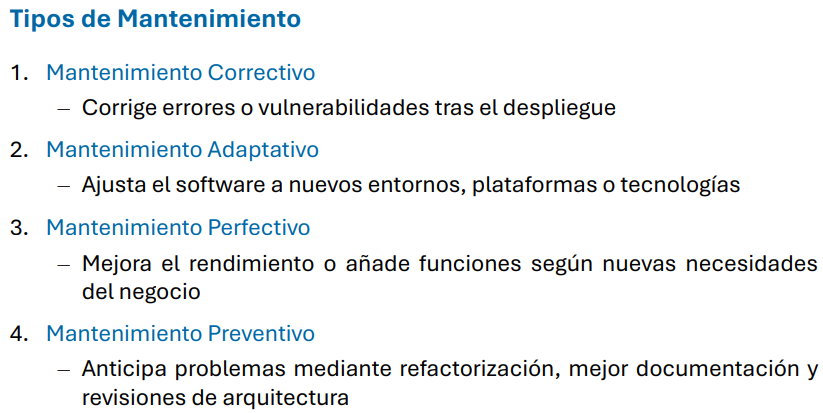 Tipos de Mantenimiento
1. Mantenimiento Correctivo
– Corrige errores o vulnerabilidades tras el despliegue
2. Mantenimiento Adaptativo
– Ajusta el software a nuevos entornos, plataformas o tecnologías
3. Mantenimiento Perfectivo
– Mejora el rendimiento o añade funciones según nuevas necesidades
del negocio
4. Mantenimiento Preventivo
– Anticipa problemas mediante refactorización, mejor documentación y
revisiones de arquitectura